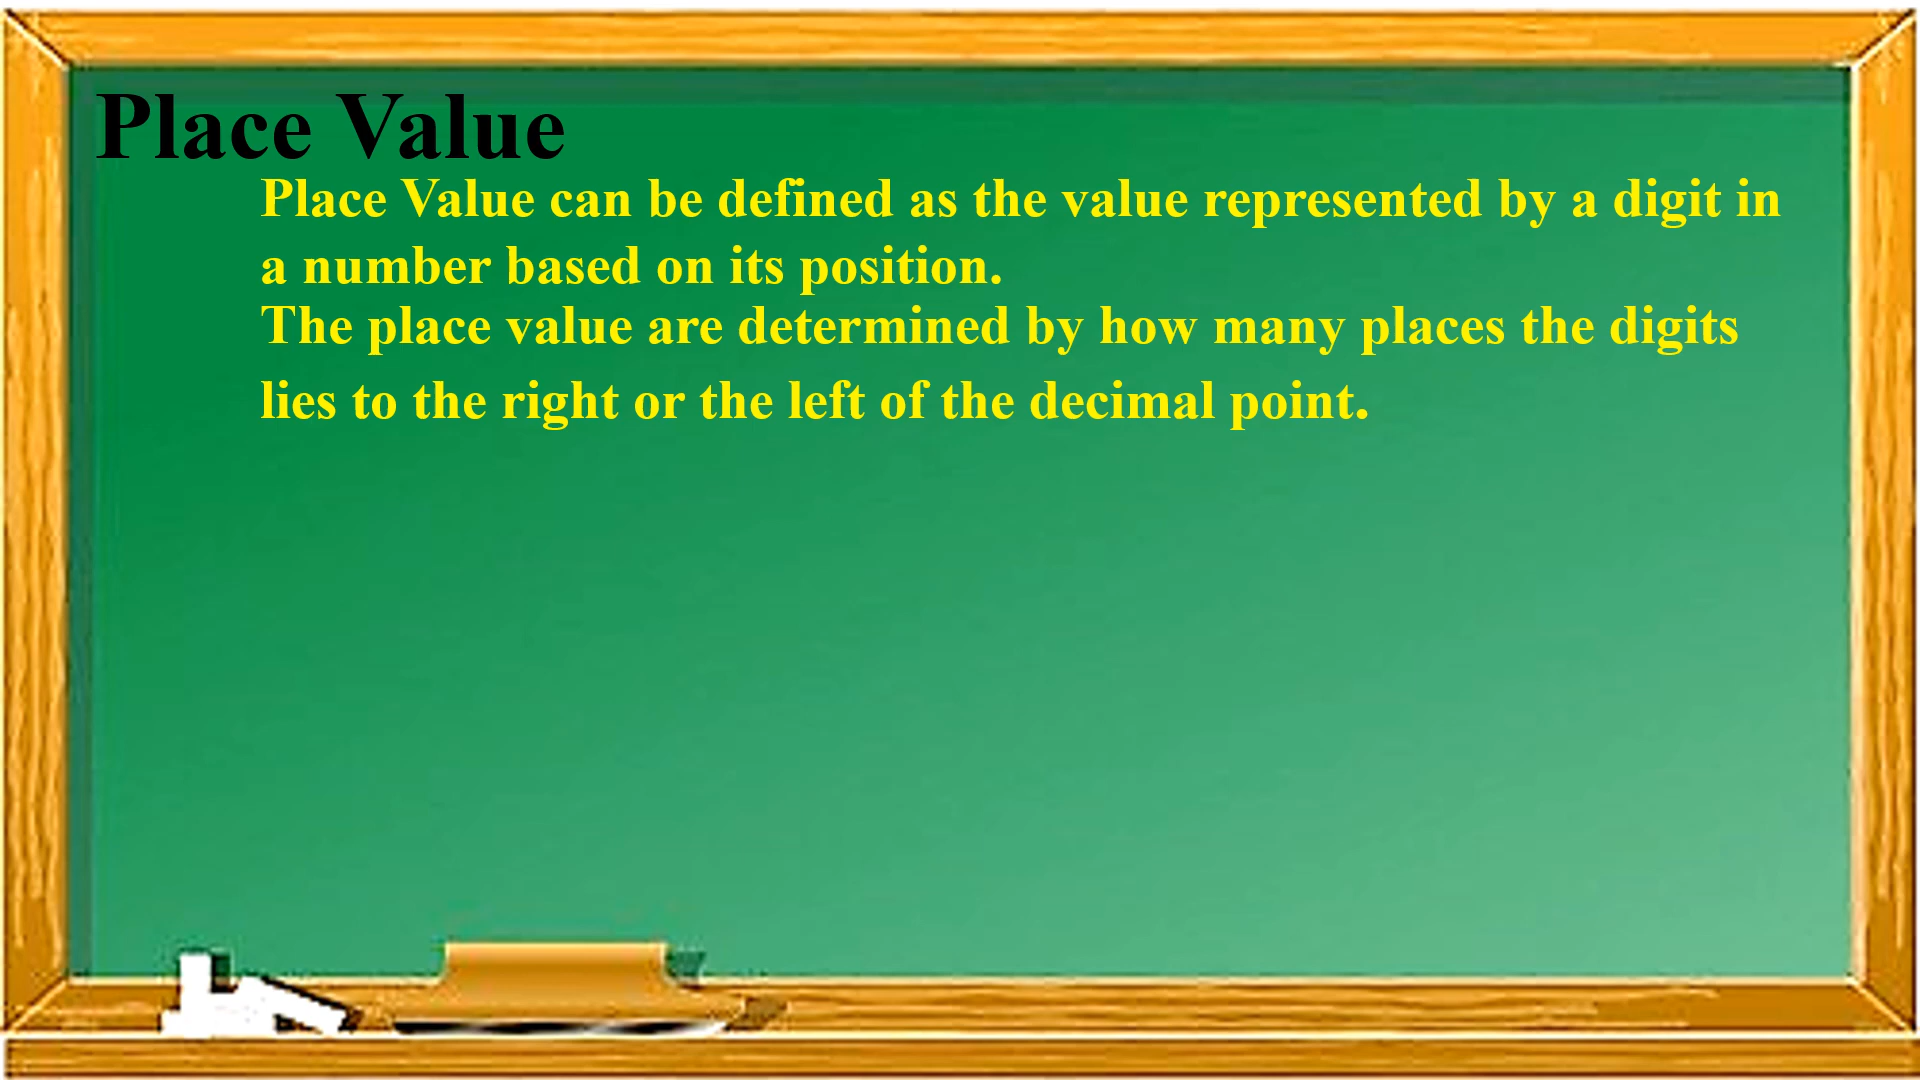 Place Value
Place Value can be defined as the value represented by a digit in
a number based on its position.
The place value are determined by how many places the digits
lies to the right or the left of the decimal point.